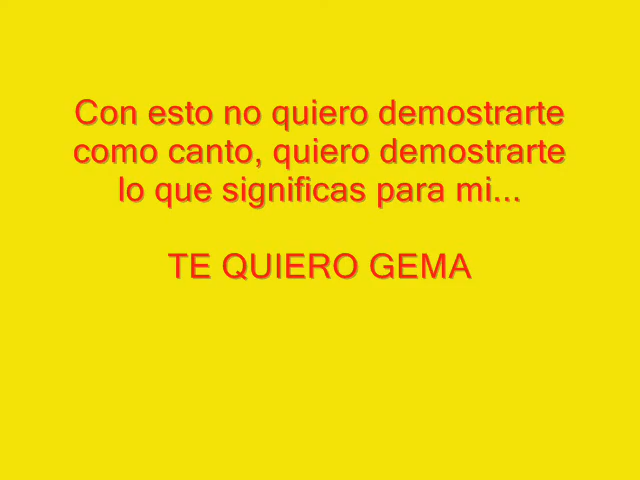 Con esto no quiero demostrarte
como canto, quiero demostrarte
lo que significas para mi...
TE QUIERO GEMA